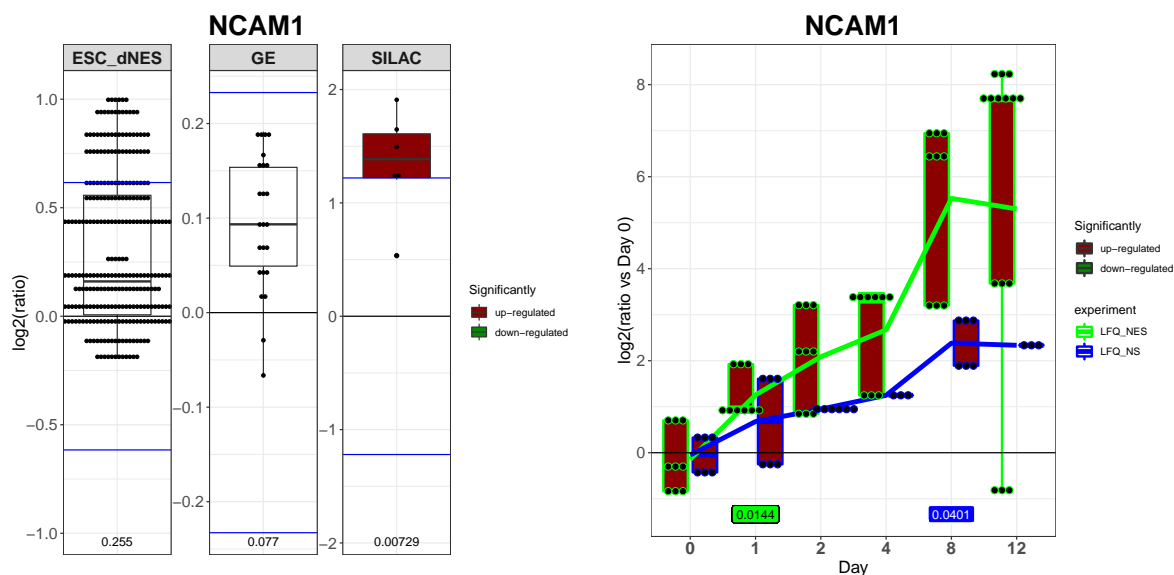 NCAM1
ESC_dNES
GE
SILAC
log2(ratio)
1.0
0.5
0.0
−0.5
−1.0
0.2
0.1
0.0
−0.1
−0.2
2
1
0
−1
−2
0.255
0.077
0.00729
Significantly
up−regulated
down−regulated
NCAM1
log2(ratio vs Day 0)
8
6
4
2
0
0.0144
0.0401
0
1
2
4
8
12
Day
Significantly
up−regulated
down−regulated
experiment
LFQ_NES
LFQ_NS